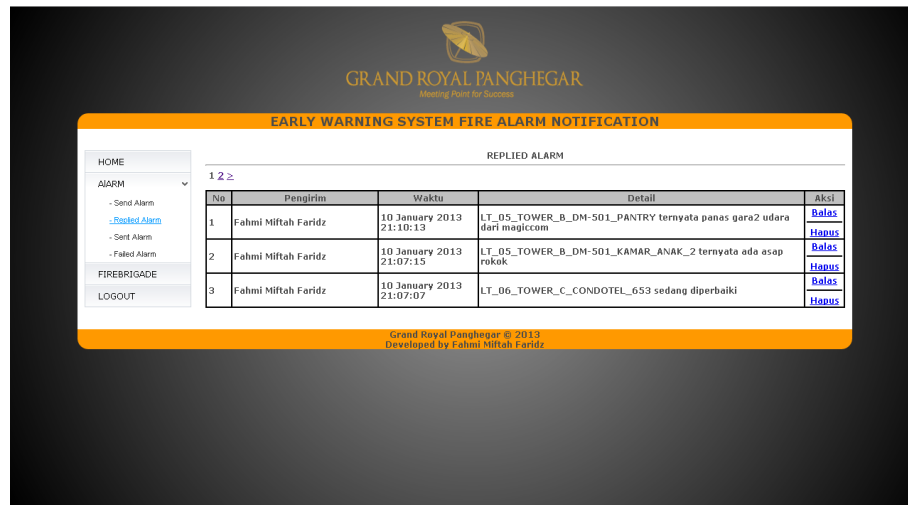 GRAND ROYAL PANGHEGAR
Meeting Point for Success
EARLY WARNING SYSTEM FIRE ALARM NOTIFICATION
HOME
AlARM
- Send Alarm
- Replied Alarm
- Sent Alarm
- Failed Alarm
FIREBRIGADE
LOGOUT
REPLIED ALARM
1 2 >
No Pengirim Waktu Detail Aksi
1 Fahmi Miftah Faridz 10 January 2013 21:10:13 LT_05_TOWER_B_DM-501_PANTRY ternyata panas gara2 udara dari magiccom Balas Hapus
2 Fahmi Miftah Faridz 10 January 2013 21:07:15 LT_05_TOWER_B_DM-501_KAMAR_ANAK_2 ternyata ada asap rokok Balas Hapus
3 Fahmi Miftah Faridz 10 January 2013 21:07:07 LT_06_TOWER_C_CONDOTEL_653 sedang diperbaiki Balas Hapus
Grand Royal Panghegar © 2013
Developed by Fahmi Miftah Faridz